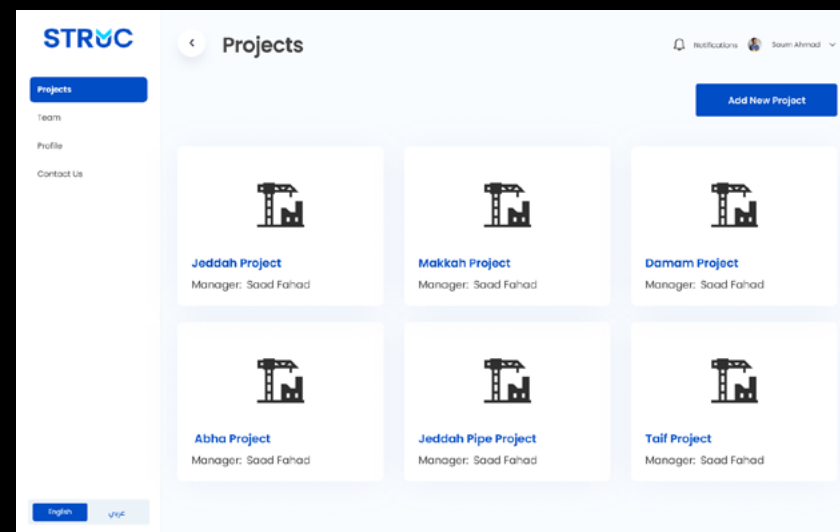 STRUC
Projects
Notifications
Soum Ahmad
Projects
Team
Profile
Contact Us
Add New Project
Jeddah Project
Manager: Saad Fahad
Makkah Project
Manager: Saad Fahad
Damam Project
Manager: Saad Fahad
Abha Project
Manager: Saad Fahad
Jeddah Pipe Project
Manager: Saad Fahad
Taif Project
Manager: Saad Fahad
English
عربي